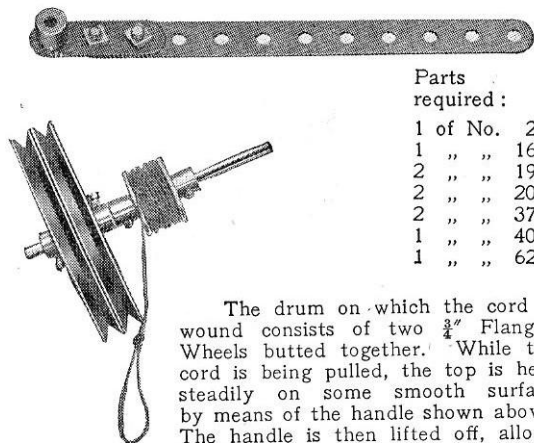 Parts
required :
1 of No. 2
1 „ „ 16
2 „ „ 19
2 „ „ 20
2 „ „ 37
1 „ „ 40
1 „ „ 62
The drum on which the cord
wound consists of two ¾″ Flang
Wheels butted together. While t
cord is being pulled, the top is he
steadily on some smooth surfa
by means of the handle shown abov
The handle is then lifted off, allo